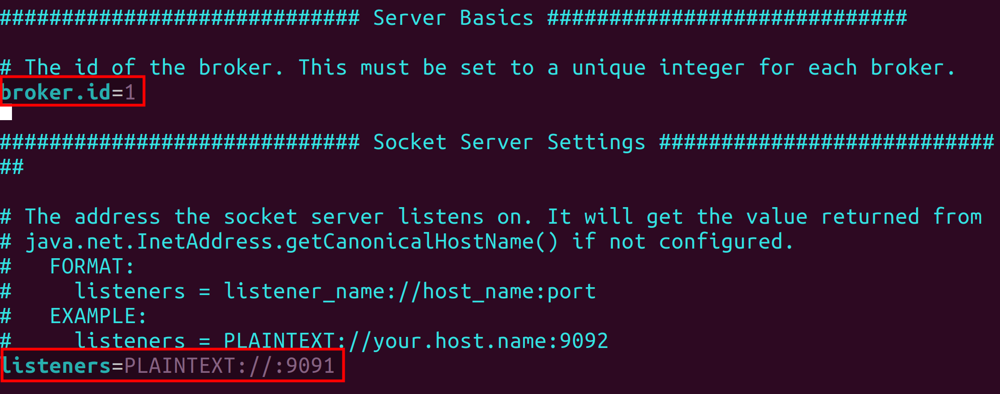 ############################# Server Basics #############################
# The id of the broker. This must be set to a unique integer for each broker.
broker.id=1
############################# Socket Server Settings ###########################
##
# The address the socket server listens on. It will get the value returned from
# java.net.InetAddress.getCanonicalHostName() if not configured.
#   FORMAT:
#     listeners = listener_name://host_name:port
#   EXAMPLE:
#     listeners = PLAINTEXT://your.host.name:9092
listeners=PLAINTEXT://:9091